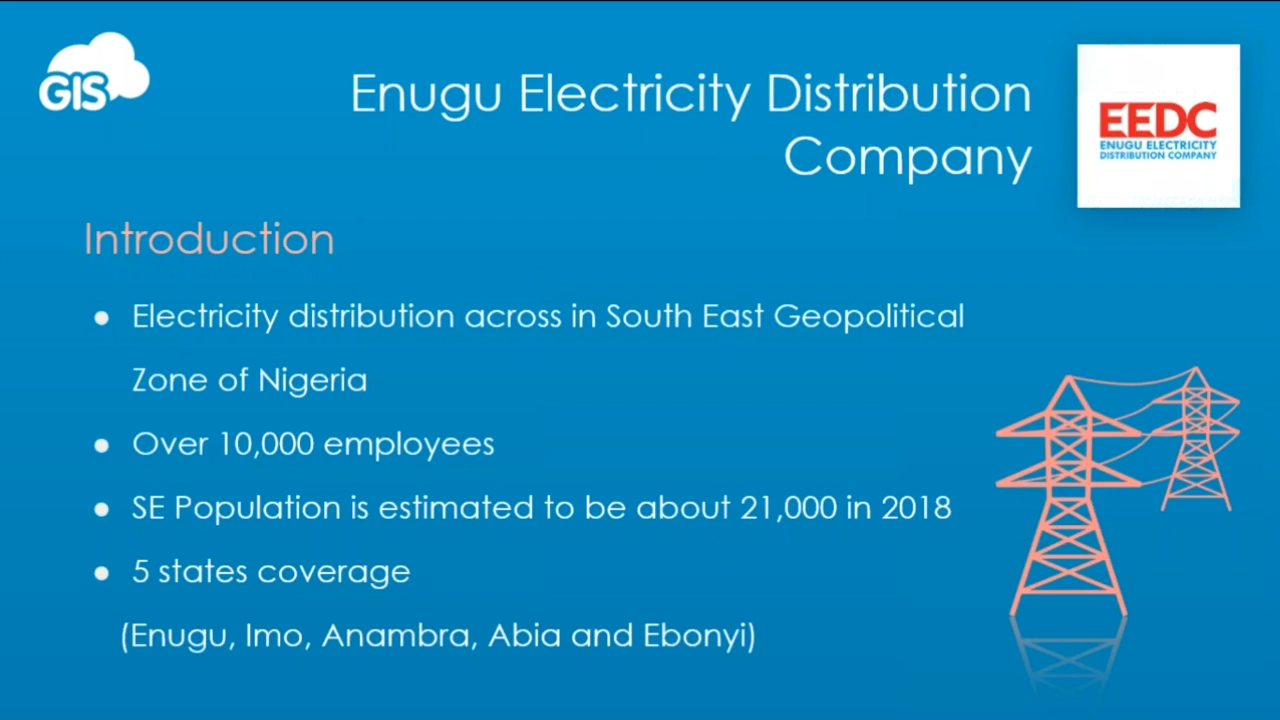 GIS
Enugu Electricity Distribution
Company
EEDC
ENUGU ELECTRICITY
DISTRIBUTION COMPANY
Introduction
● Electricity distribution across in South East Geopolitical
Zone of Nigeria
● Over 10,000 employees
● SE Population is estimated to be about 21,000 in 2018
● 5 states coverage
(Enugu, Imo, Anambra, Abia and Ebonyi)